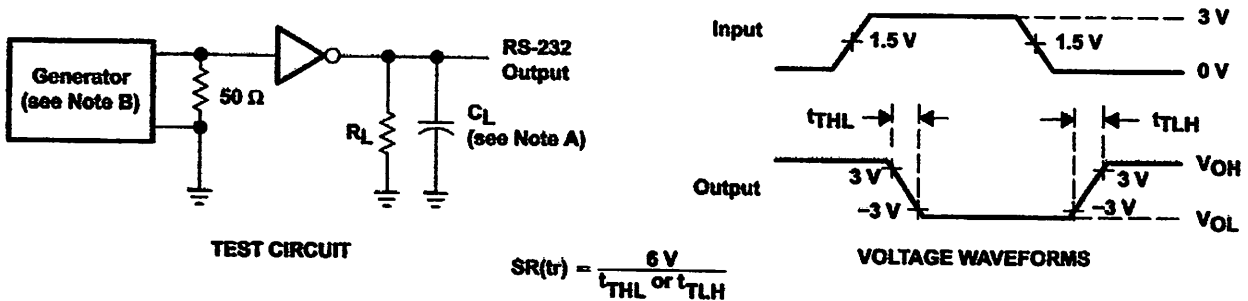 Generator
(see Note B)
50 Ω
RS-232
Output
RL
CL
(see Note A)
TEST CIRCUIT
Input
3 V
1.5 V
1.5 V
0 V
tTHL
tTLH
Output
3 V
–3 V
3 V
–3 V
VOH
VOL
VOLTAGE WAVEFORMS
SR(tr) = 6 V / tTHL or tTLH